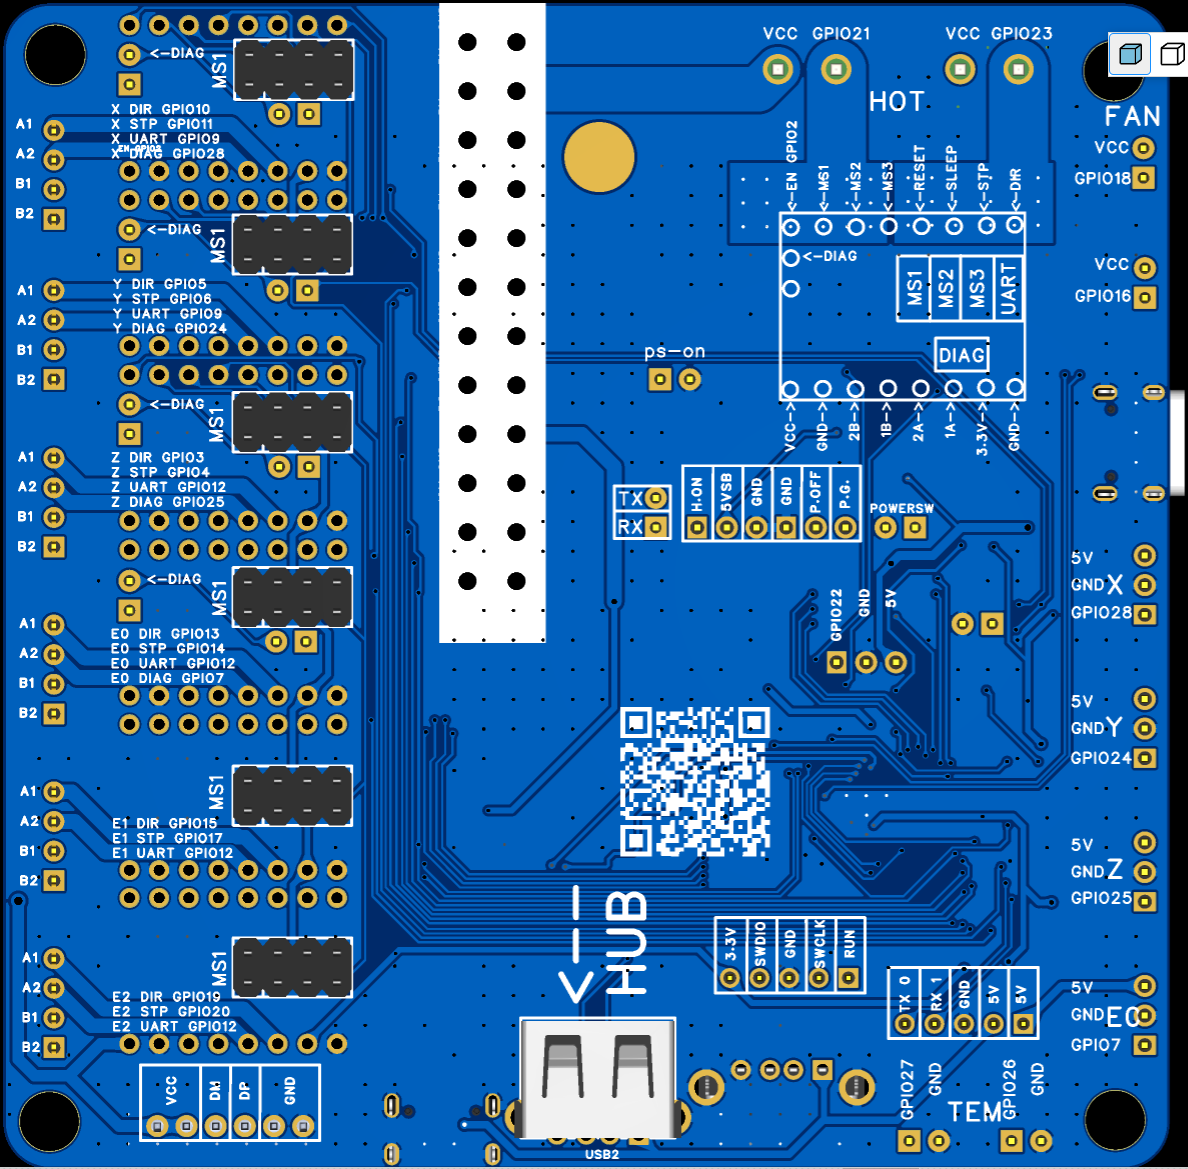 VCC GPIO21
VCC GPIO23
HOT
FAN
VCC
GPIO18
VCC
GPIO16
<-EN GPIO2
<-MS1
<-MS2
<-MS3
<-RESET
<-SLEEP
<-STP
<-DIR
<-DIAG
MS1
MS2
MS3
UART
DIAG
VCC->
GND->
2B->
1B->
2A->
1A->
3.3V->
GND->
<-DIAG
MS1
A1
A2
B1
B2
X DIR GPIO10
X STP GPIO11
X UART GPIO9
X DIAG GPIO28
<-DIAG
MS1
A1
A2
B1
B2
Y DIR GPIO5
Y STP GPIO6
Y UART GPIO9
Y DIAG GPIO24
<-DIAG
MS1
A1
A2
B1
B2
Z DIR GPIO3
Z STP GPIO4
Z UART GPIO12
Z DIAG GPIO25
<-DIAG
MS1
A1
A2
B1
B2
E0 DIR GPIO13
E0 STP GPIO14
E0 UART GPIO12
E0 DIAG GPIO7
MS1
A1
A2
B1
B2
E1 DIR GPIO15
E1 STP GPIO17
E1 UART GPIO12
MS1
A1
A2
B1
B2
E2 DIR GPIO19
E2 STP GPIO20
E2 UART GPIO12
VCC
DM
DP
GND
ps-on
TX
RX
H.ON
5VSB
GND
GND
P.OFF
P.G.
POWERSW
GPIO22
GND
5V
5V
GND X
GPIO28
5V
GND Y
GPIO24
5V
GND Z
GPIO25
5V
GND
GPIO7
<--
HUB
3.3V
SWDIO
GND
SWCLK
RUN
TX 0
RX 1
GND
5V
5V
GPIO27
GND
TEM
GPIO26
GND
USB2